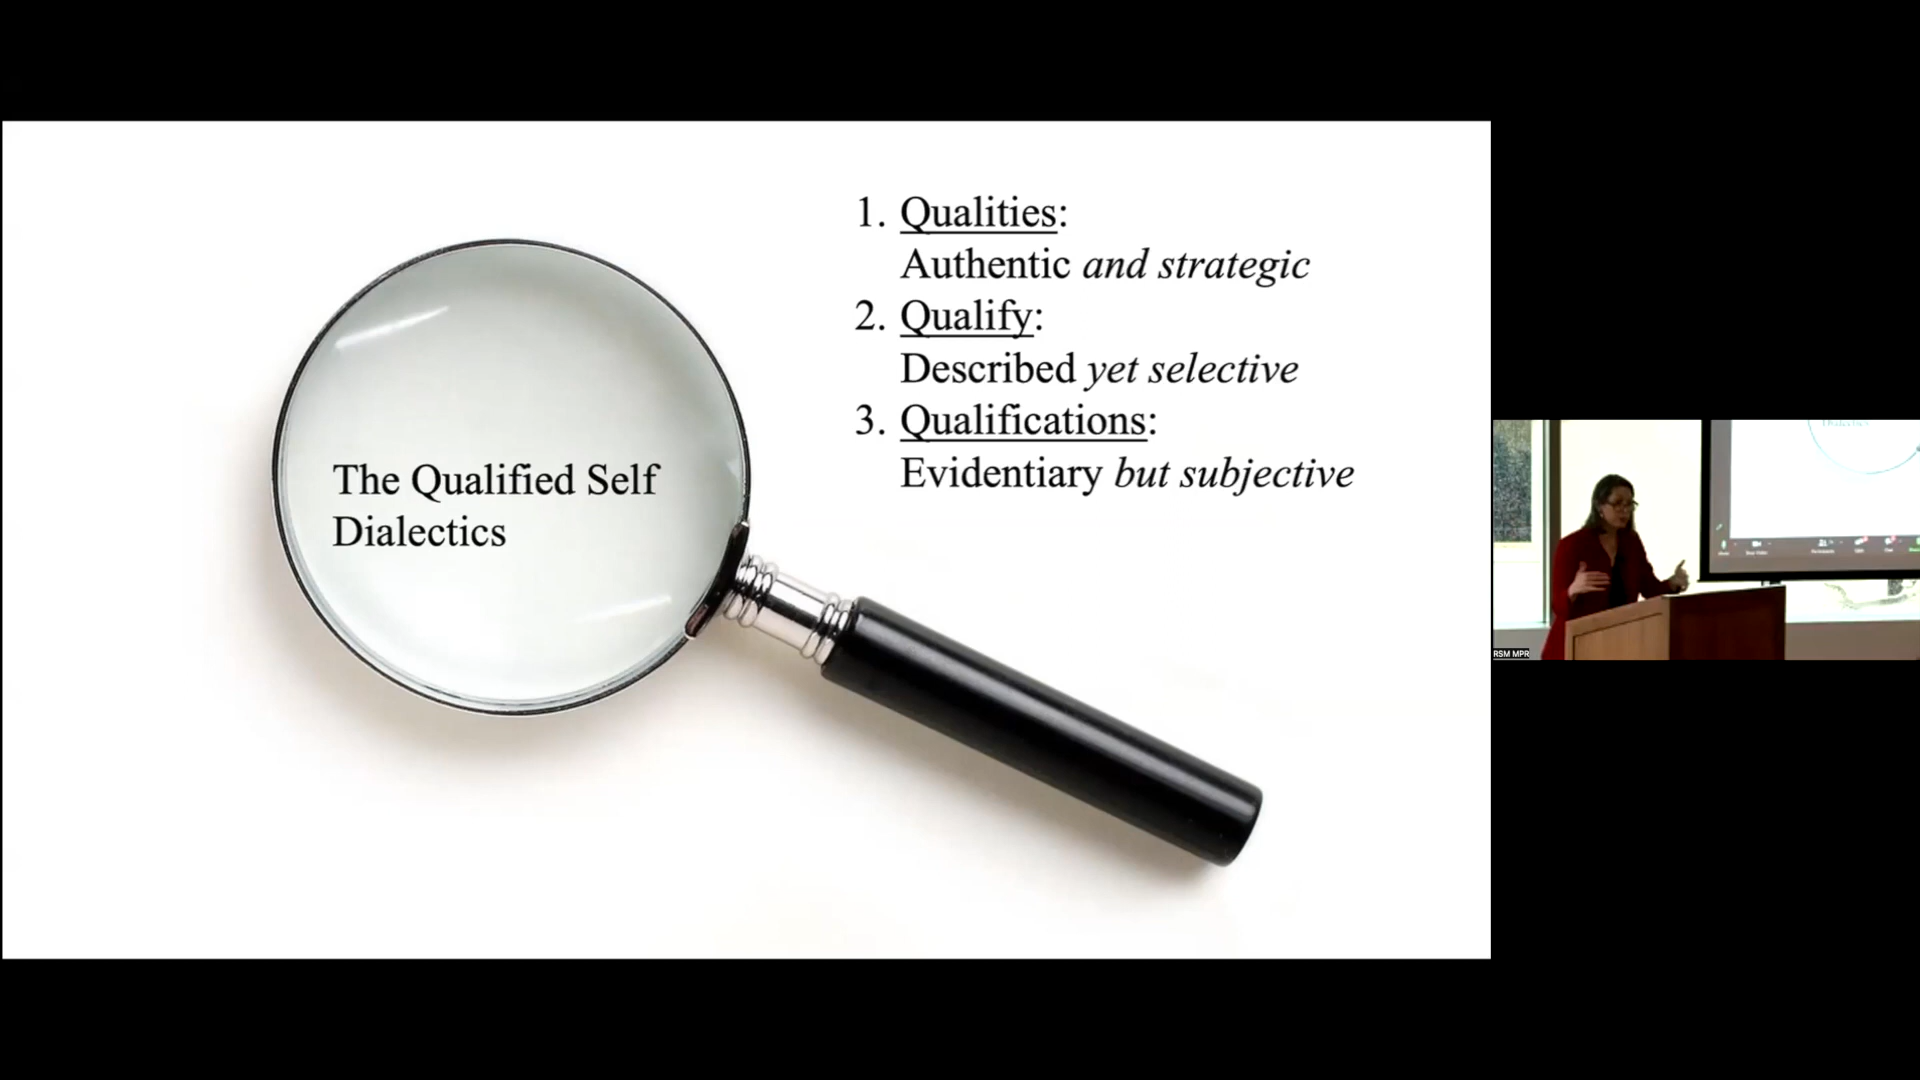 1. Qualities:
Authentic and strategic
2. Qualify:
Described yet selective
3. Qualifications:
Evidentiary but subjective
The Qualified Self
Dialectics
RSM MPR